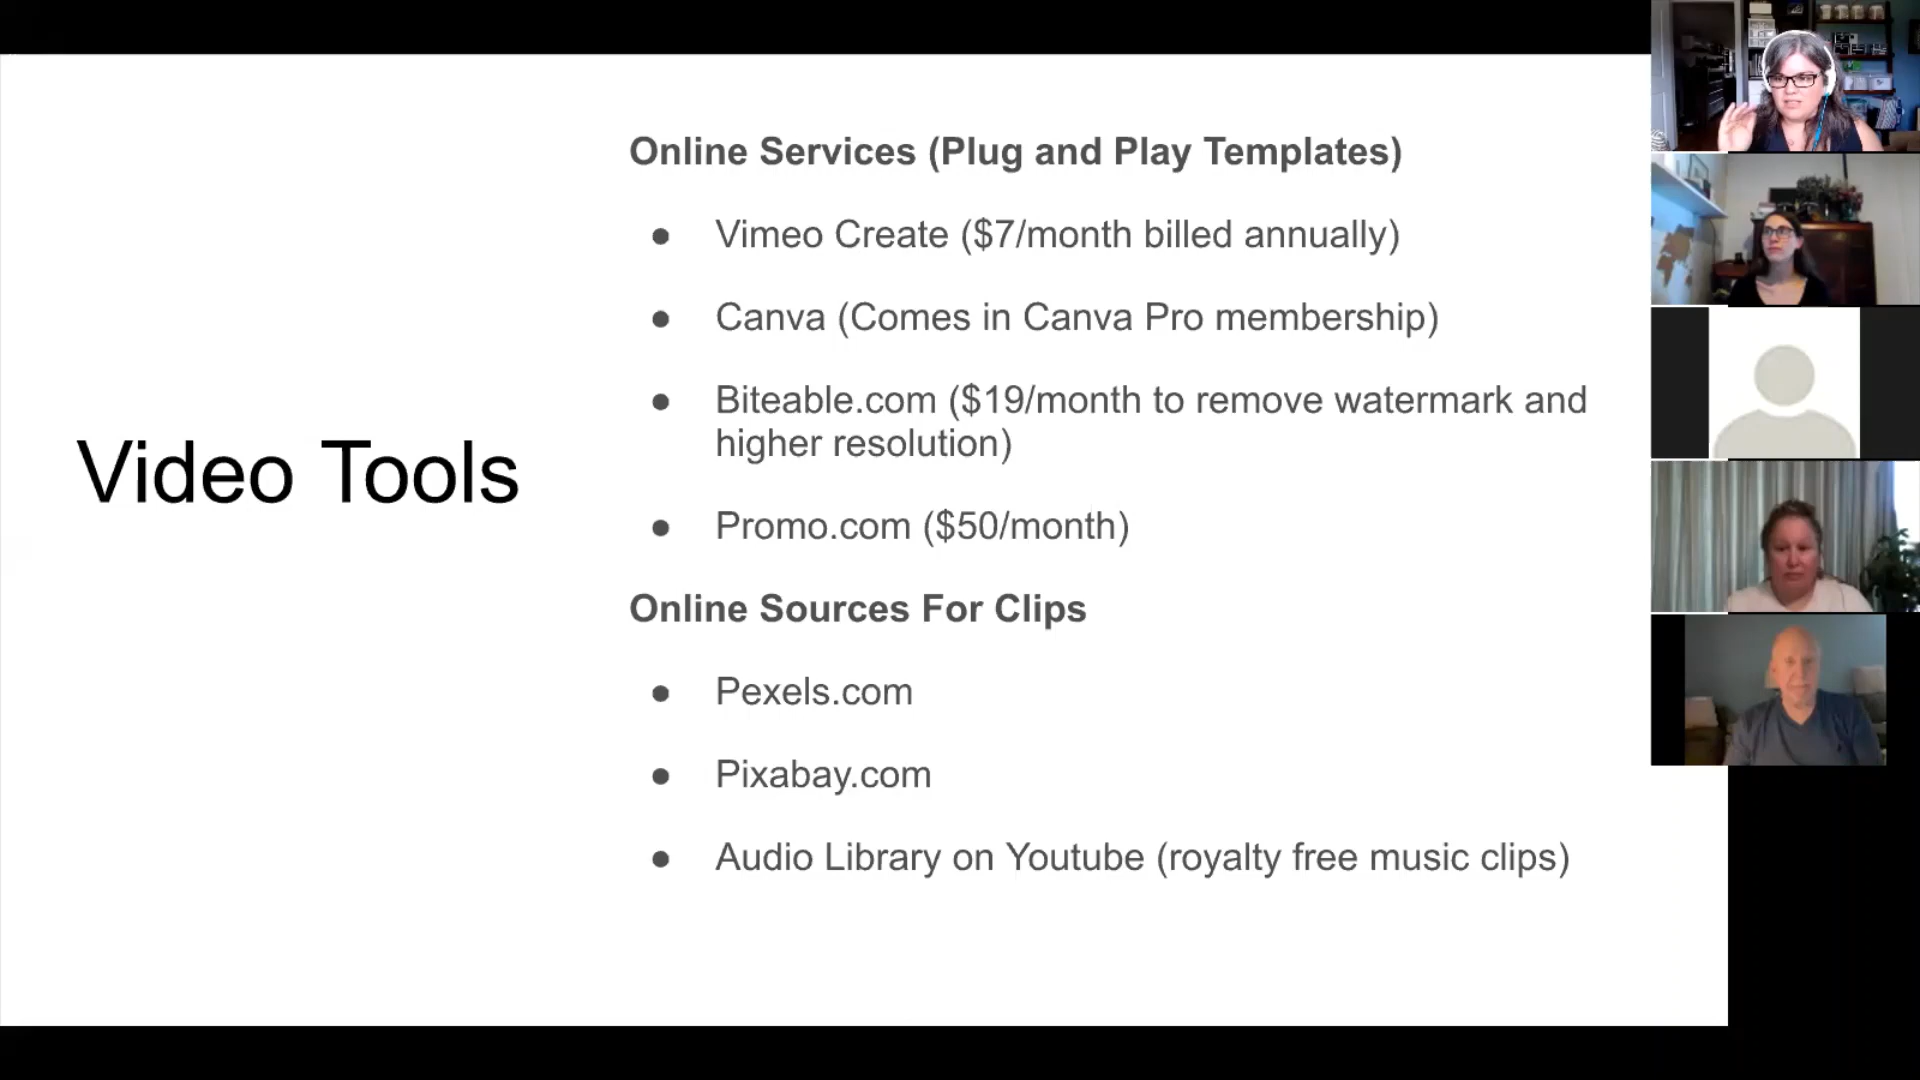 Video Tools
Online Services (Plug and Play Templates)
● Vimeo Create ($7/month billed annually)
● Canva (Comes in Canva Pro membership)
● Biteable.com ($19/month to remove watermark and
higher resolution)
● Promo.com ($50/month)
Online Sources For Clips
● Pexels.com
● Pixabay.com
● Audio Library on Youtube (royalty free music clips)